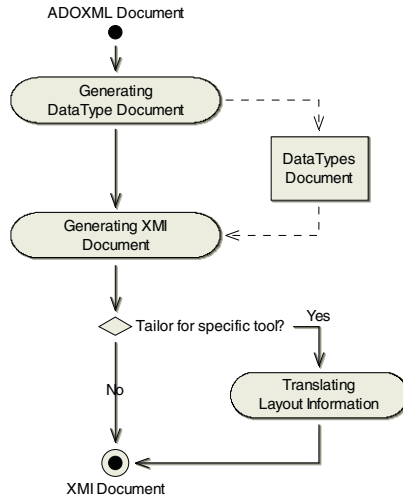 ADOXML Document
Generating
DataType Document
DataTypes
Document
Generating XMI
Document
Tailor for specific tool?
Yes
No
Translating
Layout Information
XMI Document